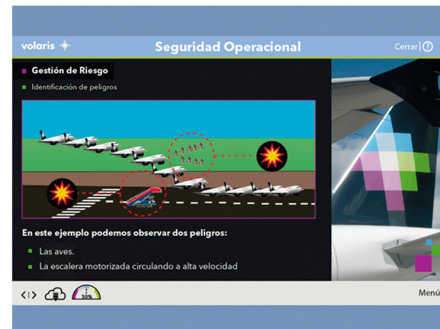 volaris
Seguridad Operacional
Cerrar
?
Gestión de Riesgo
Identificación de peligros
En este ejemplo podemos observar dos peligros:
Las aves.
La escalera motorizada circulando a alta velocidad
50%
Menú